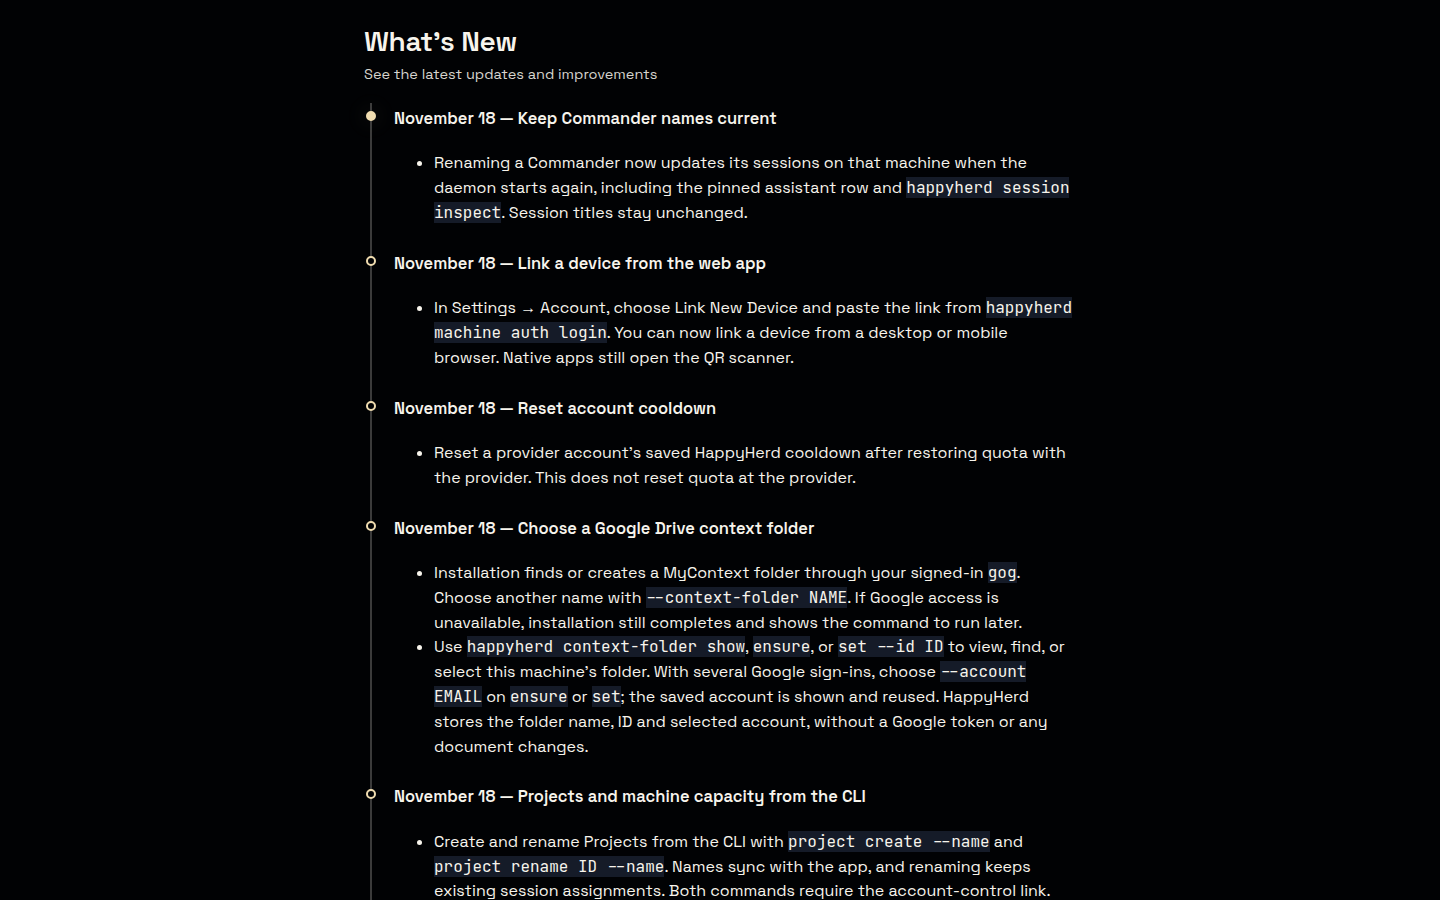 What's New
See the latest updates and improvements
November 18 — Keep Commander names current
• Renaming a Commander now updates its sessions on that machine when the
daemon starts again, including the pinned assistant row and happyherd session
inspect. Session titles stay unchanged.
November 18 — Link a device from the web app
• In Settings → Account, choose Link New Device and paste the link from happyherd
machine auth login. You can now link a device from a desktop or mobile
browser. Native apps still open the QR scanner.
November 18 — Reset account cooldown
• Reset a provider account's saved HappyHerd cooldown after restoring quota with
the provider. This does not reset quota at the provider.
November 18 — Choose a Google Drive context folder
• Installation finds or creates a MyContext folder through your signed-in gog.
Choose another name with --context-folder NAME. If Google access is
unavailable, installation still completes and shows the command to run later.
• Use happyherd context-folder show, ensure, or set --id ID to view, find, or
select this machine's folder. With several Google sign-ins, choose --account
EMAIL on ensure or set; the saved account is shown and reused. HappyHerd
stores the folder name, ID and selected account, without a Google token or any
document changes.
November 18 — Projects and machine capacity from the CLI
• Create and rename Projects from the CLI with project create --name and
project rename ID --name. Names sync with the app, and renaming keeps
existing session assignments. Both commands require the account-control link.